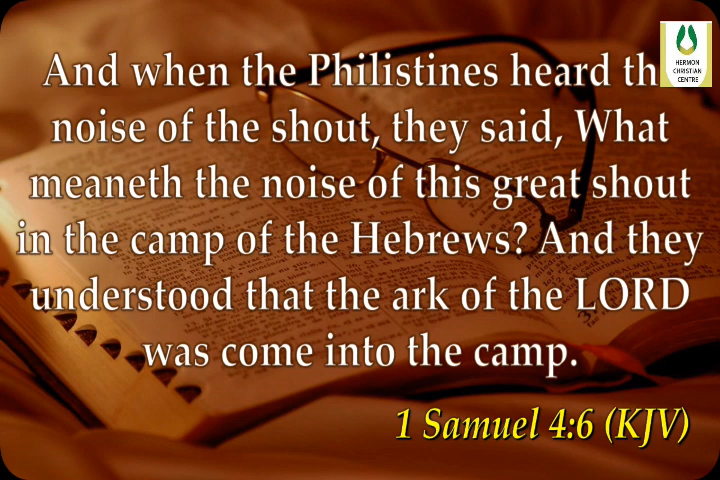 And when the Philistines heard th
noise of the shout, they said, What
meaneth the noise of this great shout
in the camp of the Hebrews? And they
understood that the ark of the LORD
was come into the camp.
1 Samuel 4:6 (KJV)
HERMON
CHRISTIAN
CENTRE